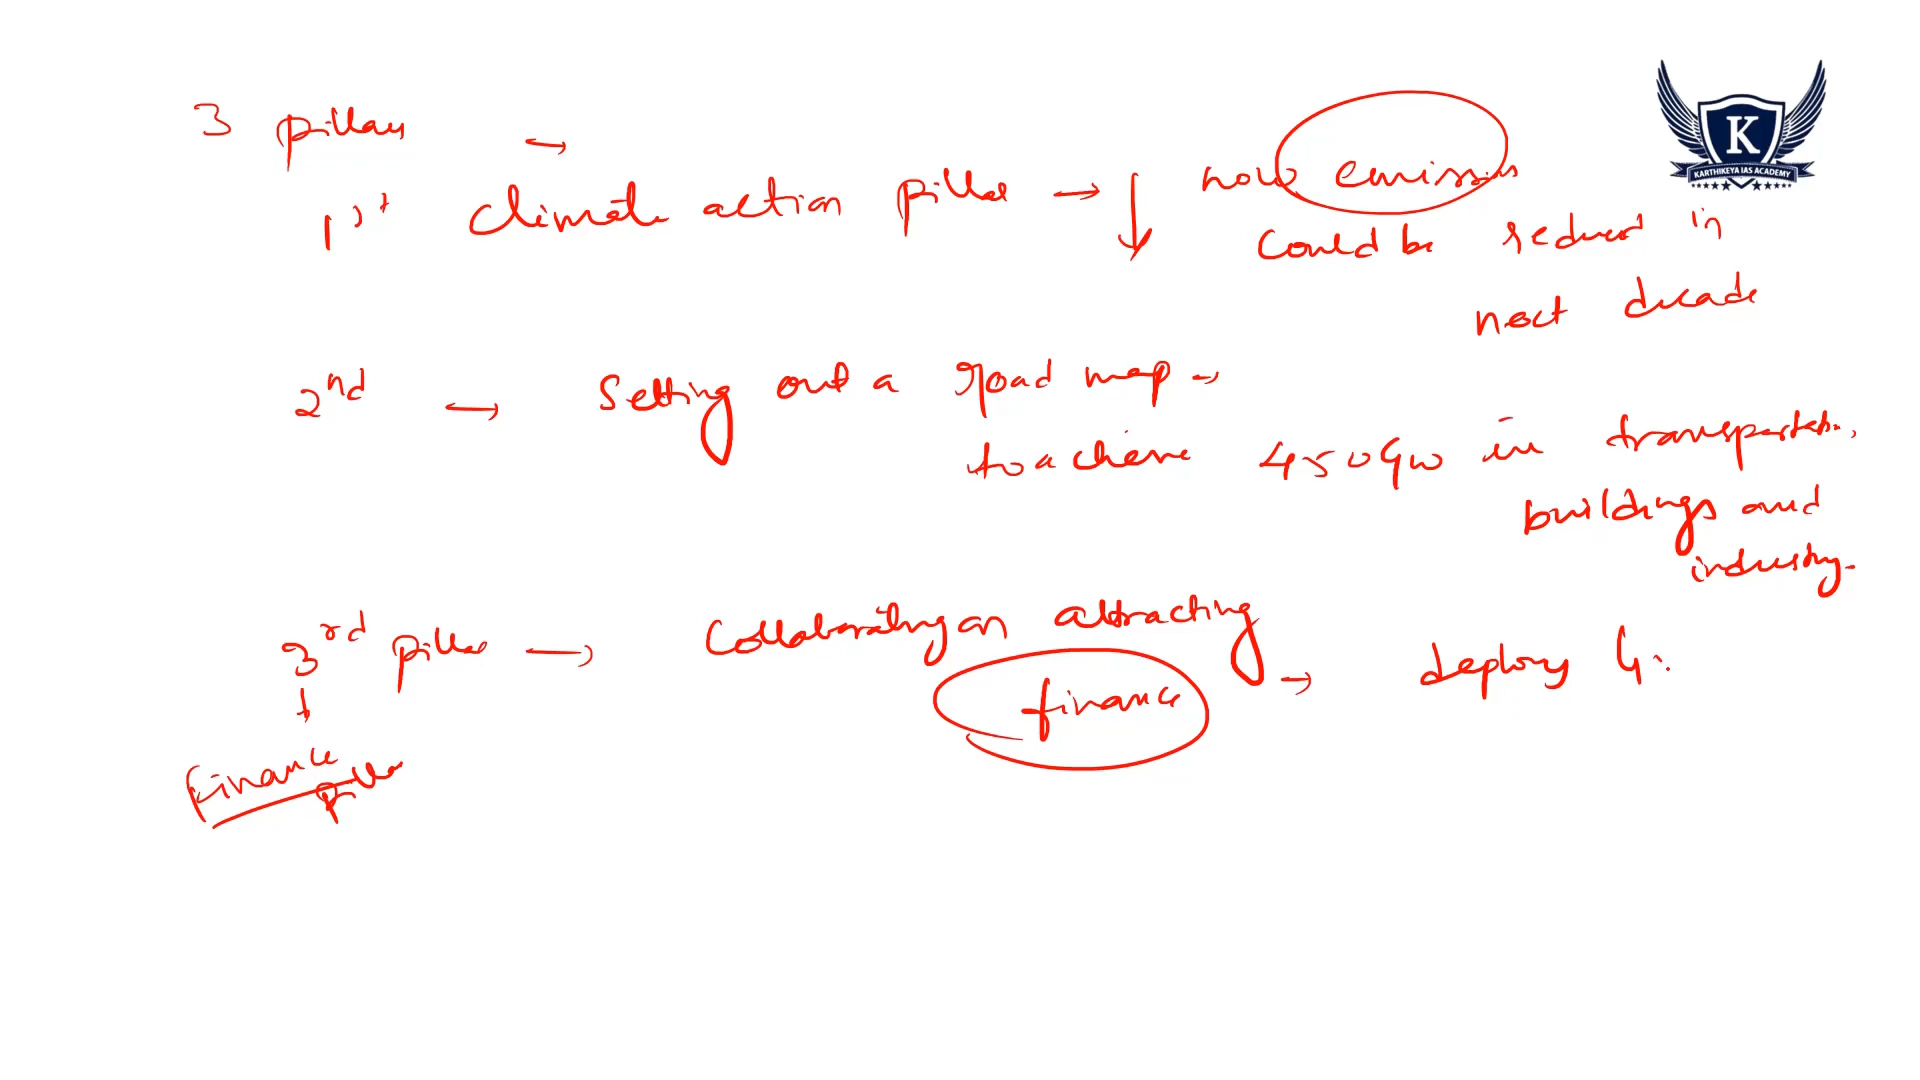 3 pillars →
1st climate action pillar → ↓ how emissions
could be reduced in
next decade
2nd → Setting out a road map →
to achieve 450GW in transportation,
buildings and
industry.
3rd pillar → Collaborating on attracting
finance → deploy
Finance
pillar
K
KARTHIKEYA IAS ACADEMY